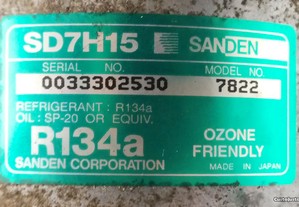 SD7H15 SANDEN
SERIAL NO. MODEL NO.
0033302530 7822
REFRIGERANT : R134a
OIL : SP-20 OR EQUIV.
R134a OZONE FRIENDLY
SANDEN CORPORATION MADE IN JAPAN